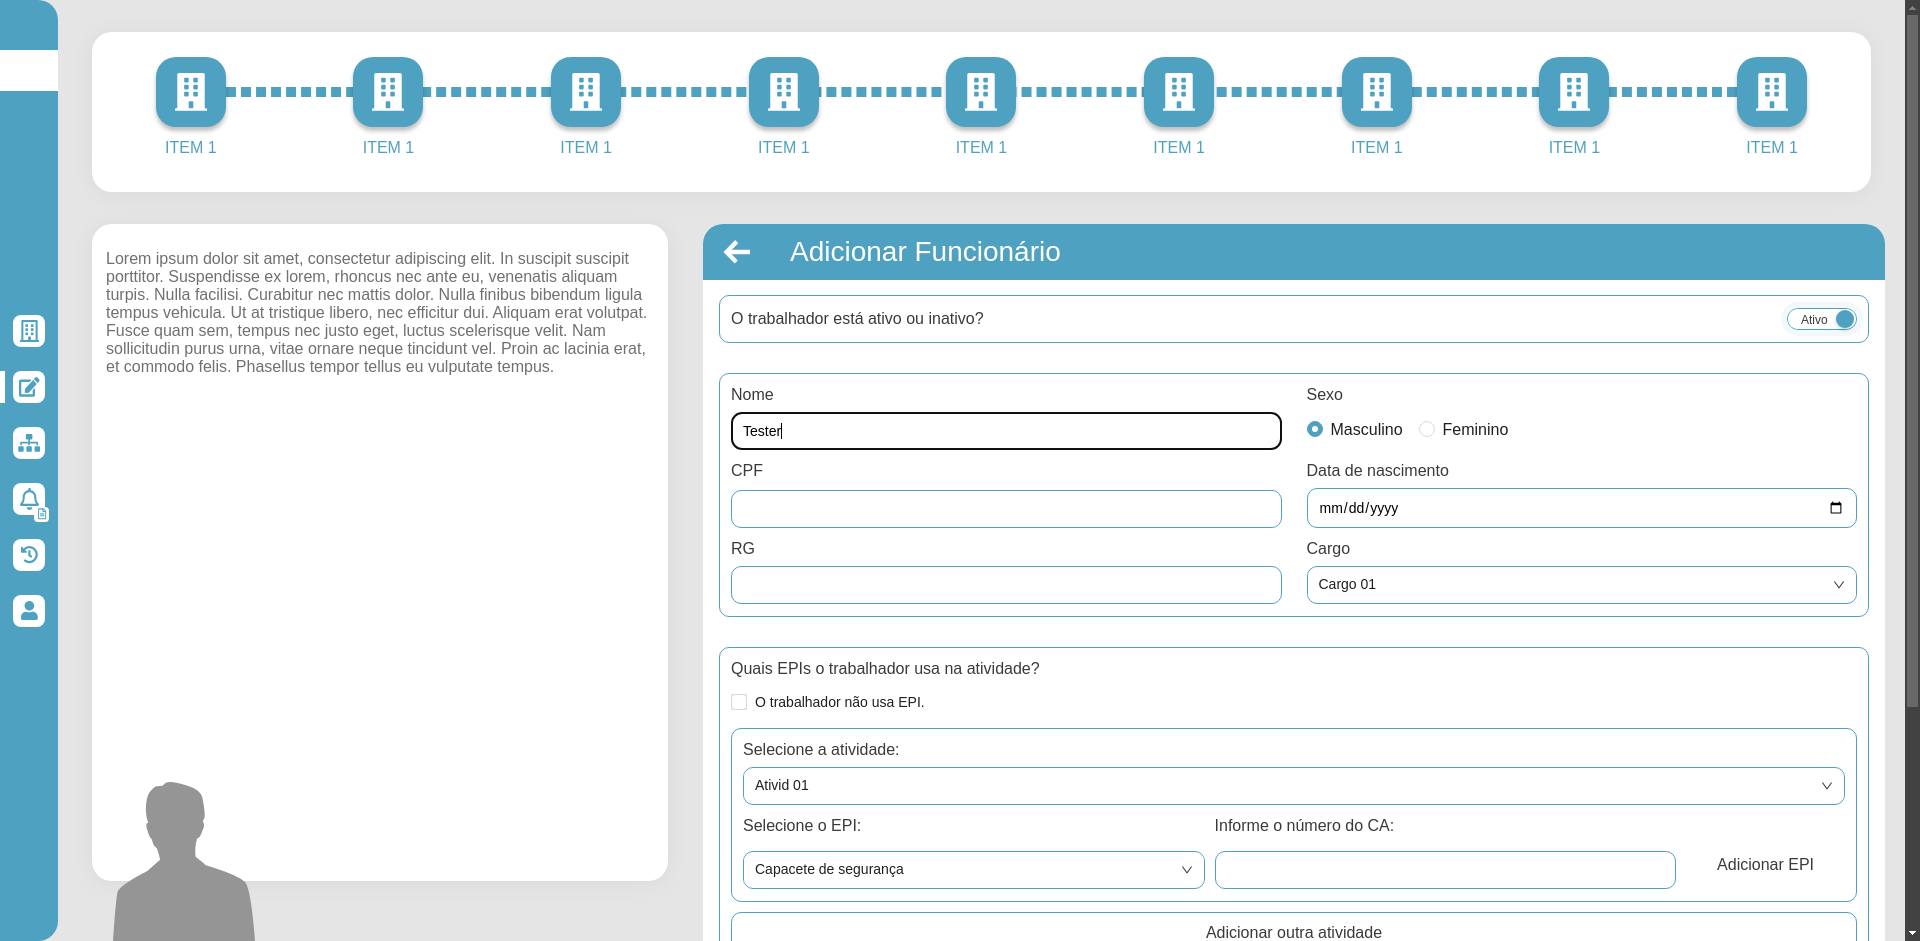 ITEM 1 ITEM 1 ITEM 1 ITEM 1 ITEM 1 ITEM 1 ITEM 1 ITEM 1 ITEM 1
Lorem ipsum dolor sit amet, consectetur adipiscing elit. In suscipit suscipit
porttitor. Suspendisse ex lorem, rhoncus nec ante eu, venenatis aliquam
turpis. Nulla facilisi. Curabitur nec mattis dolor. Nulla finibus bibendum ligula
tempus vehicula. Ut at tristique libero, nec efficitur dui. Aliquam erat volutpat.
Fusce quam sem, tempus nec justo eget, luctus scelerisque velit. Nam
sollicitudin purus urna, vitae ornare neque tincidunt vel. Proin ac lacinia erat,
et commodo felis. Phasellus tempor tellus eu vulputate tempus.
Adicionar Funcionário
O trabalhador está ativo ou inativo?
Ativo
Nome
Tester
Sexo
Masculino Feminino
CPF
Data de nascimento
mm/dd/yyyy
RG
Cargo
Cargo 01
Quais EPIs o trabalhador usa na atividade?
O trabalhador não usa EPI.
Selecione a atividade:
Ativid 01
Selecione o EPI:
Capacete de segurança
Informe o número do CA:
Adicionar EPI
Adicionar outra atividade